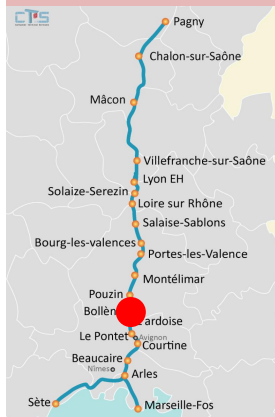 CTS
Pagny
Chalon-sur-Saône
Mâcon
Villefranche-sur-Saône
Lyon EH
Solaize-Serezin
Loire sur Rhône
Salaise-Sablons
Bourg-les-valences
Portes-les-Valence
Montélimar
Pouzin
Le Pontet
Avignon
Courtine
Beaucaire
Nîmes
Arles
Sète
Marseille-Fos